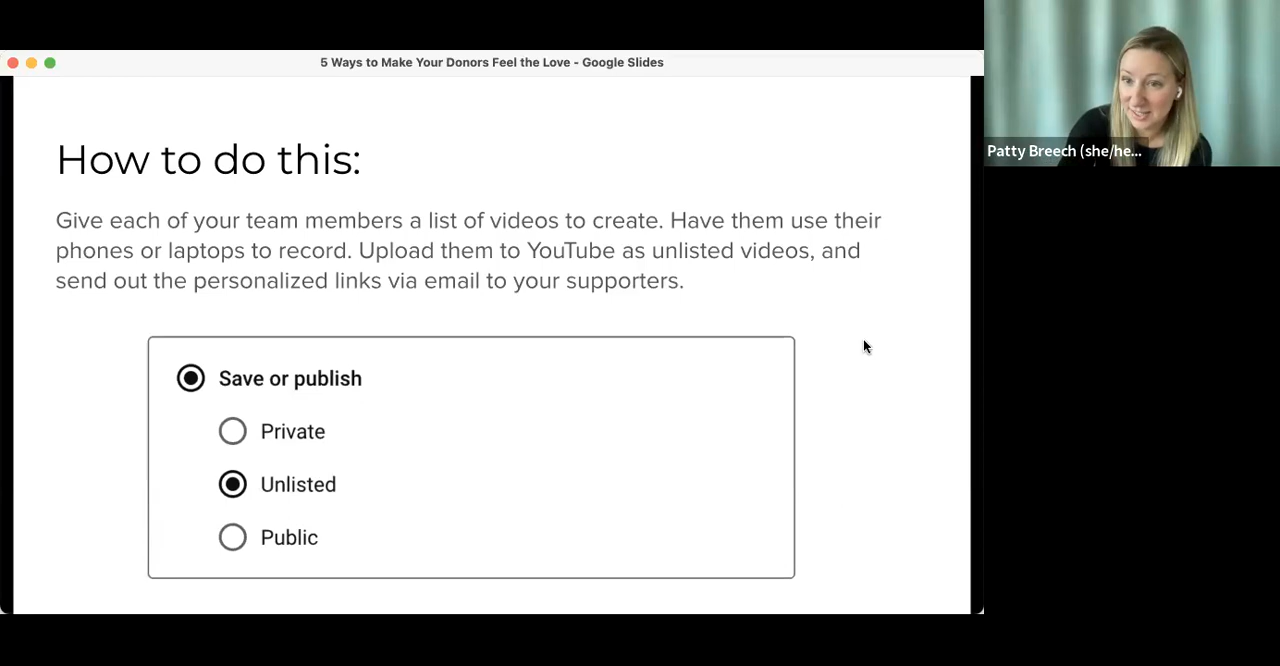 5 Ways to Make Your Donors Feel the Love - Google Slides
Patty Breech (she/he...
How to do this:
Give each of your team members a list of videos to create. Have them use their
phones or laptops to record. Upload them to YouTube as unlisted videos, and
send out the personalized links via email to your supporters.
Save or publish
Private
Unlisted
Public